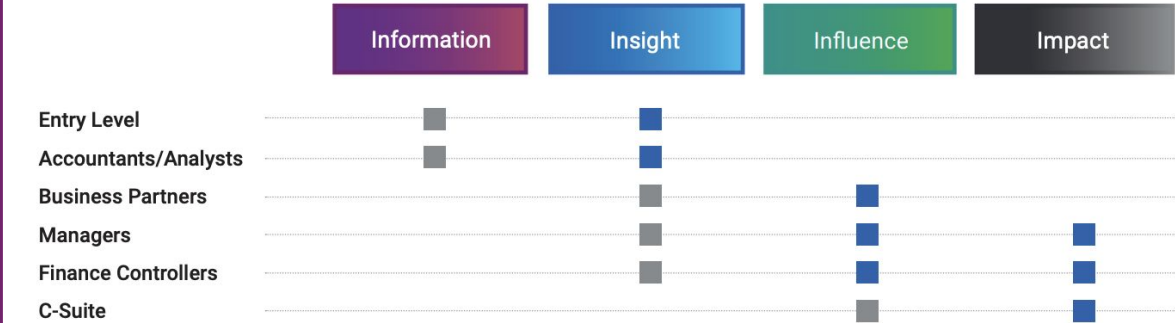 Information Insight Influence Impact
Entry Level
Accountants/Analysts
Business Partners
Managers
Finance Controllers
C-Suite